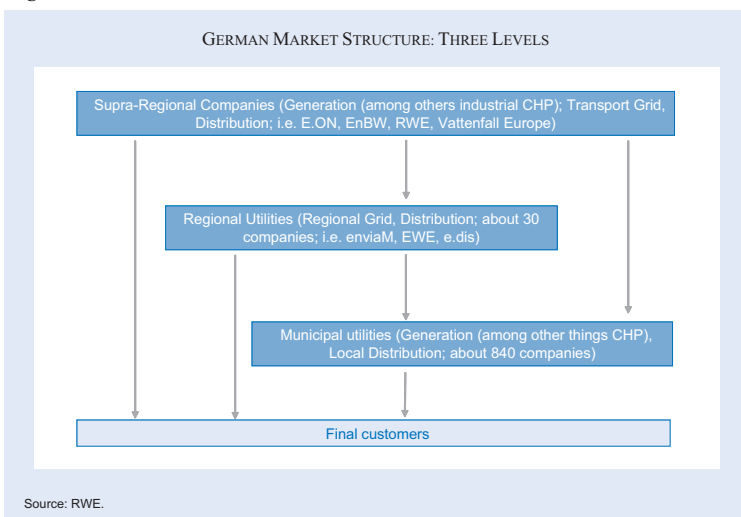 GERMAN MARKET STRUCTURE: THREE LEVELS
Supra-Regional Companies (Generation (among others industrial CHP); Transport Grid,
Distribution; i.e. E.ON, EnBW, RWE, Vattenfall Europe)
Regional Utilities (Regional Grid, Distribution; about 30
companies; i.e. enviaM, EWE, e.dis)
Municipal utilities (Generation (among other things CHP),
Local Distribution; about 840 companies)
Final customers
Source: RWE.